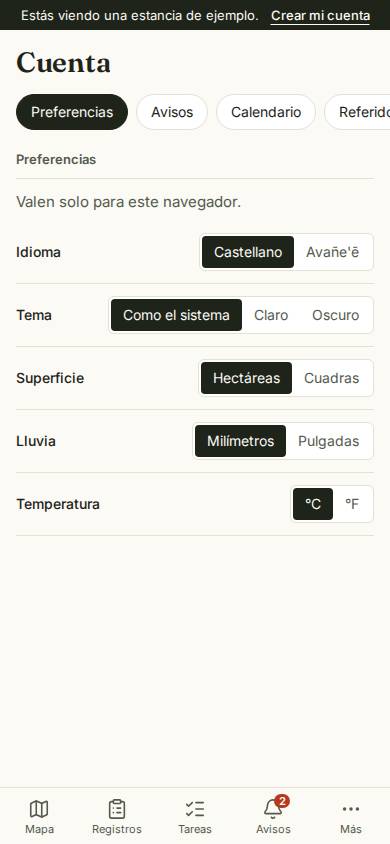 Estás viendo una estancia de ejemplo. Crear mi cuenta
Cuenta
Preferencias Avisos Calendario Referido
Preferencias
Valen solo para este navegador.
Idioma Castellano Avañe'ẽ
Tema Como el sistema Claro Oscuro
Superficie Hectáreas Cuadras
Lluvia Milímetros Pulgadas
Temperatura °C °F
2
Mapa Registros Tareas Avisos Más